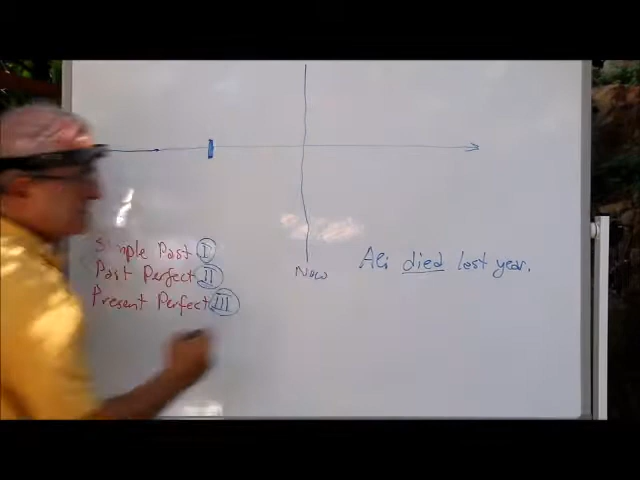 Simple Past I
Past Perfect II
Present Perfect III
Now
Ali died last year.